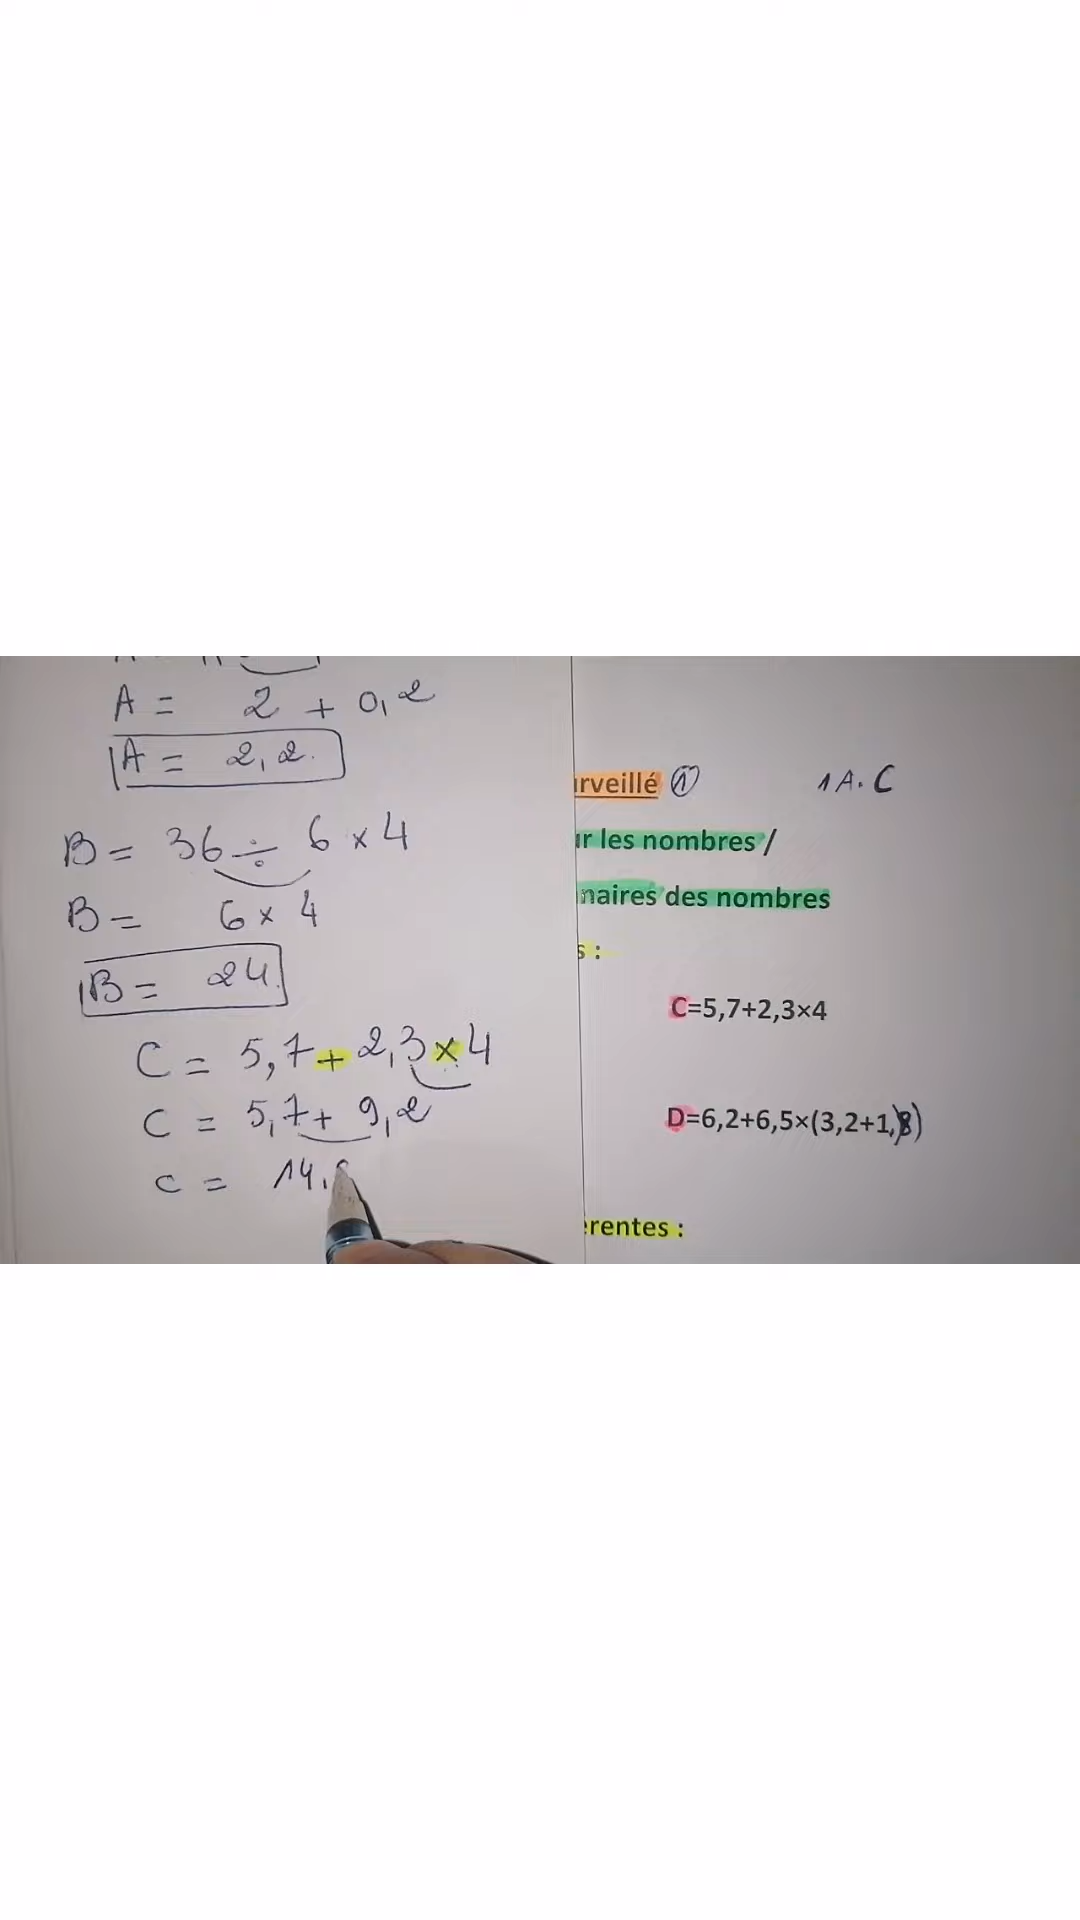 A = 2 + 0,2
A = 2,2.
B = 36 ÷ 6 × 4
B = 6 × 4
B = 24.
C = 5,7 + 2,3 × 4
C = 5,7 + 9,2
C = 14,
rveillé ① 1 A.C
r les nombres /
naires des nombres
s :
C=5,7+2,3×4
D=6,2+6,5×(3,2+1,8)
rentes :